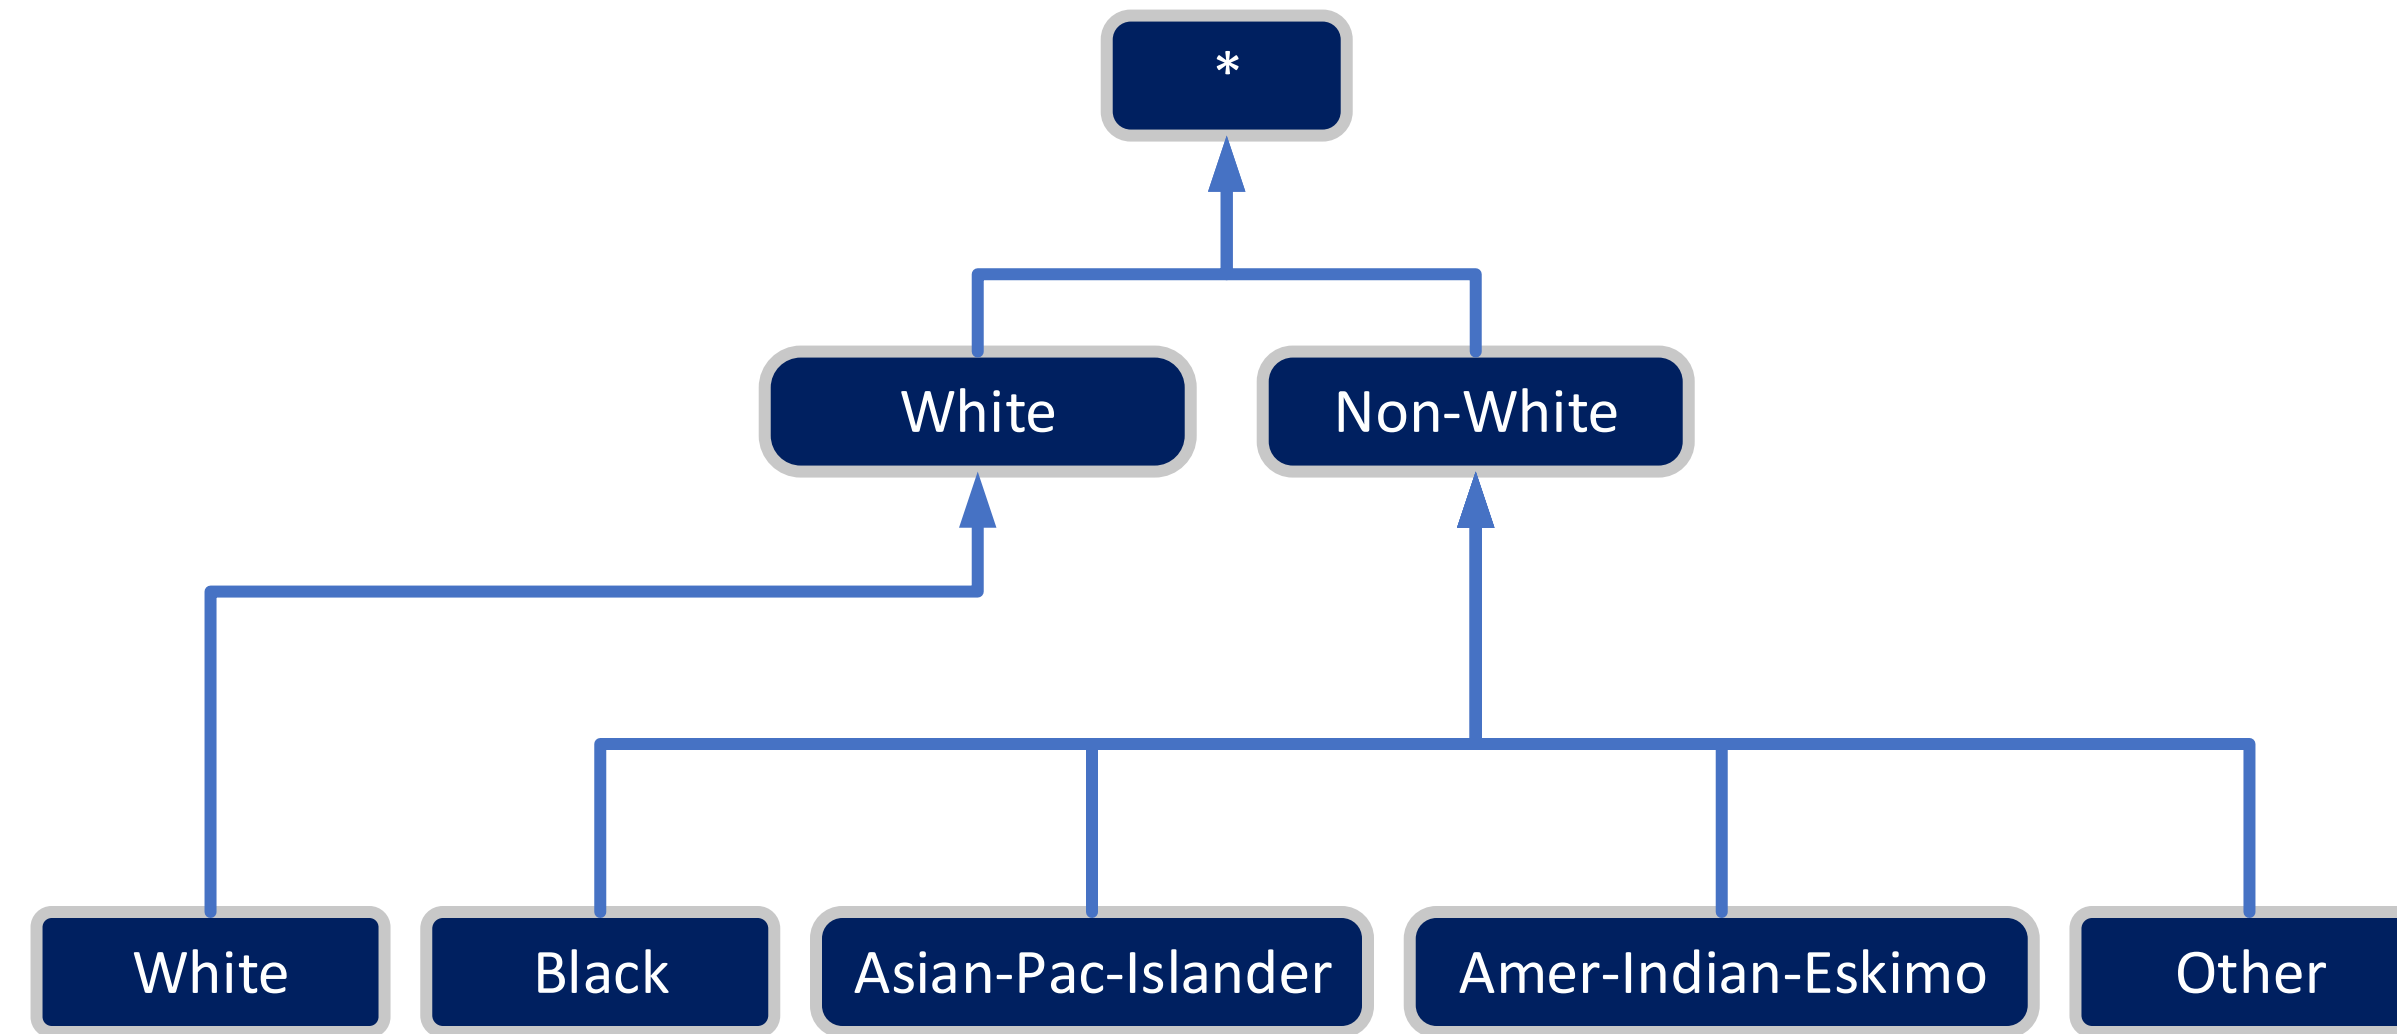 *
White Non-White
White Black Asian-Pac-Islander Amer-Indian-Eskimo Other